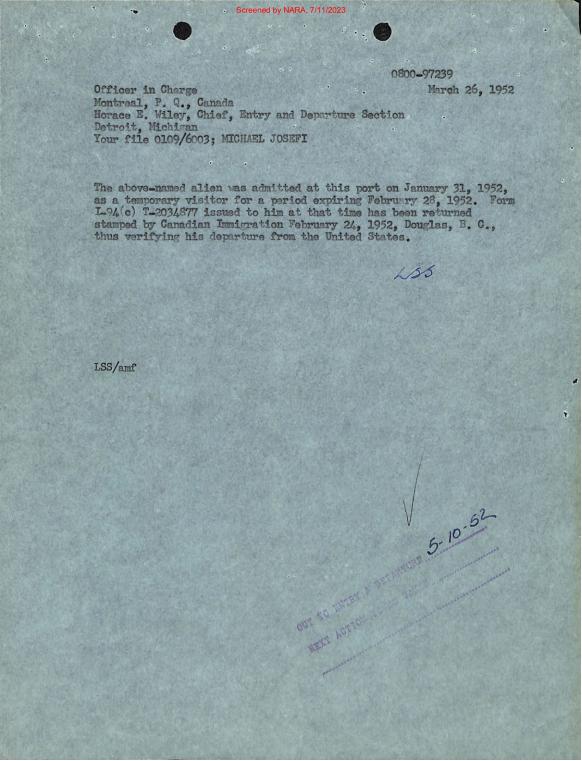 Screened by NARA, 7/11/2023
0800-97239
Officer in Charge March 26, 1952
Montreal, P. Q., Canada
Horace E. Wiley, Chief, Entry and Departure Section
Detroit, Michigan
Your file 0109/6003; MICHAEL JOSEFI
The above-named alien was admitted at this port on January 31, 1952,
as a temporary visitor for a period expiring February 28, 1952. Form
I-94(c) T-2034877 issued to him at that time has been returned
stamped by Canadian Immigration February 24, 1952, Douglas, B. C.,
thus verifying his departure from the United States.
LSS
LSS/amf
OUT TO ENTRY & DEPARTURE 5-10-52
NEXT ACTION